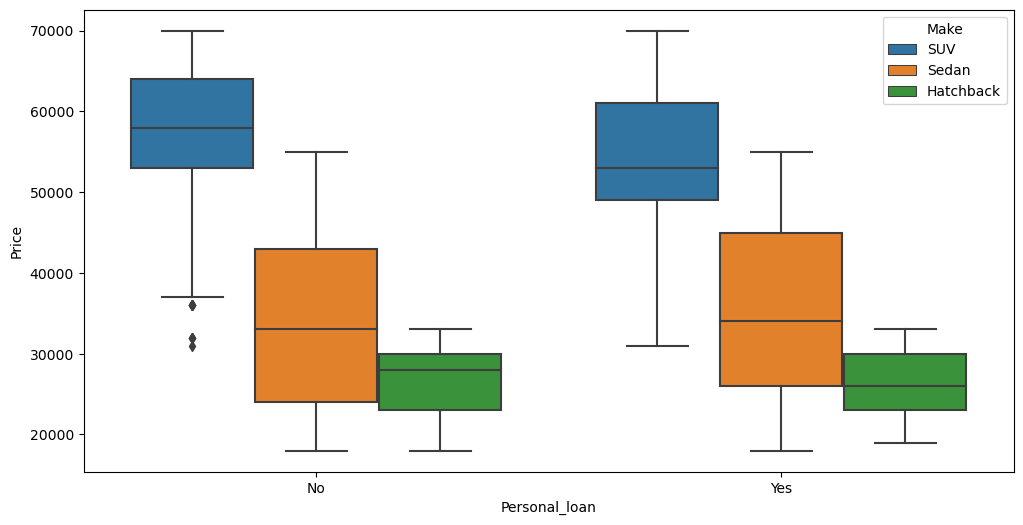 Make
SUV
Sedan
Hatchback
70000
60000
50000
40000
30000
20000
Price
No
Yes
Personal_loan